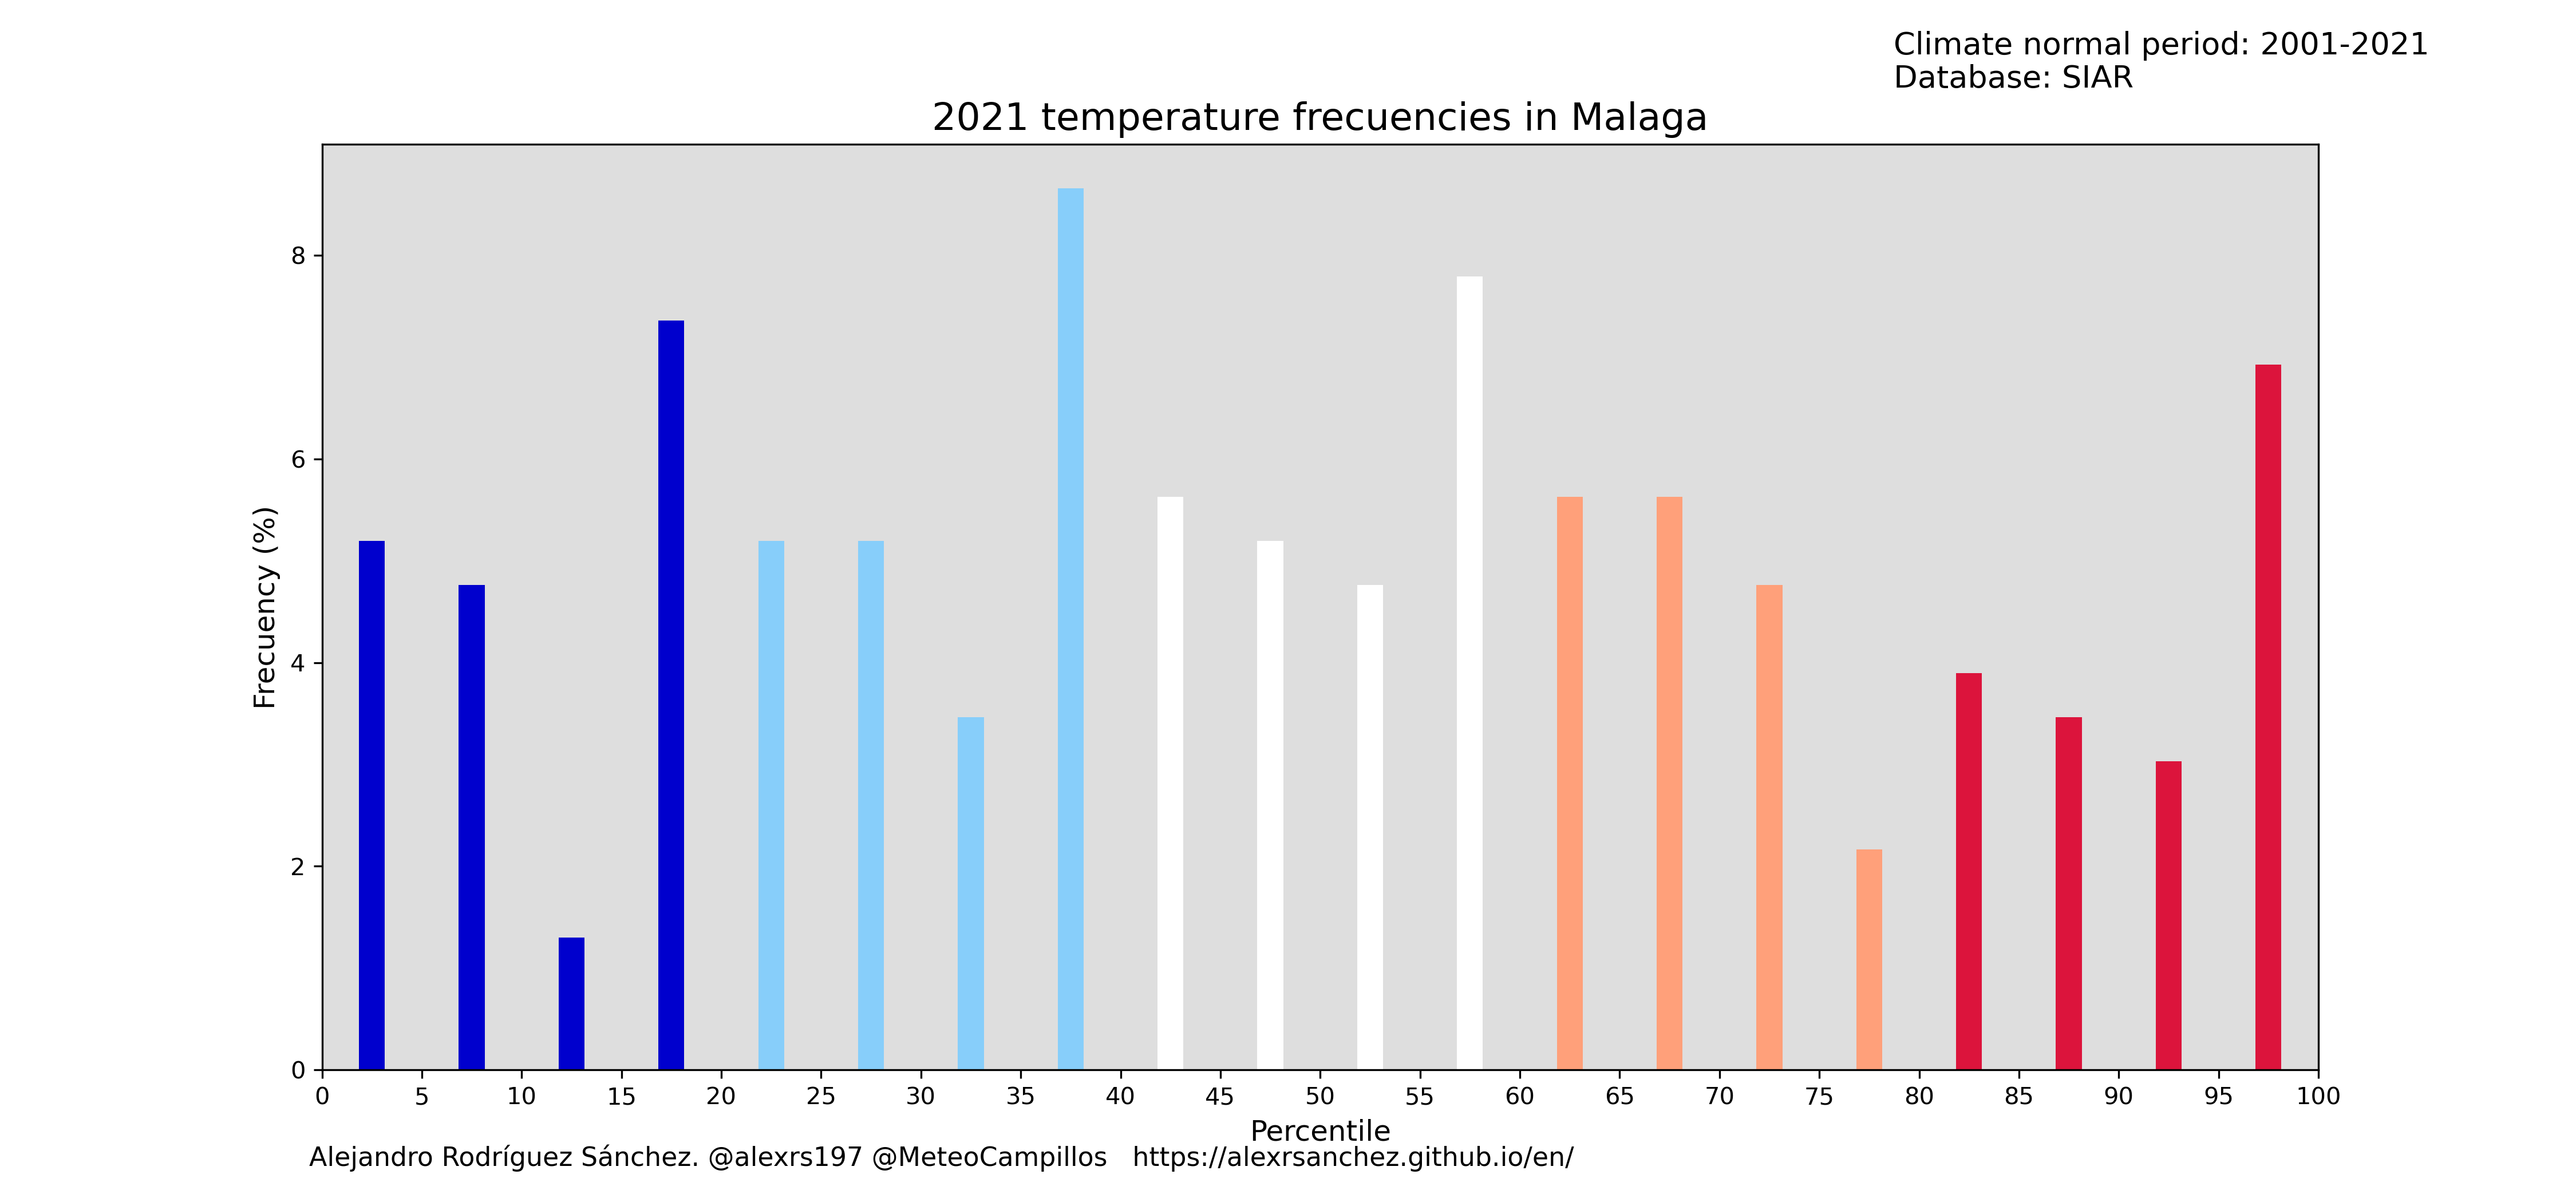 Climate normal period: 2001-2021
Database: SIAR
2021 temperature frecuencies in Malaga
Frecuency (%)
8
6
4
2
0
0 5 10 15 20 25 30 35 40 45 50 55 60 65 70 75 80 85 90 95 100
Percentile
Alejandro Rodríguez Sánchez. @alexrs197 @MeteoCampillos https://alexrsanchez.github.io/en/